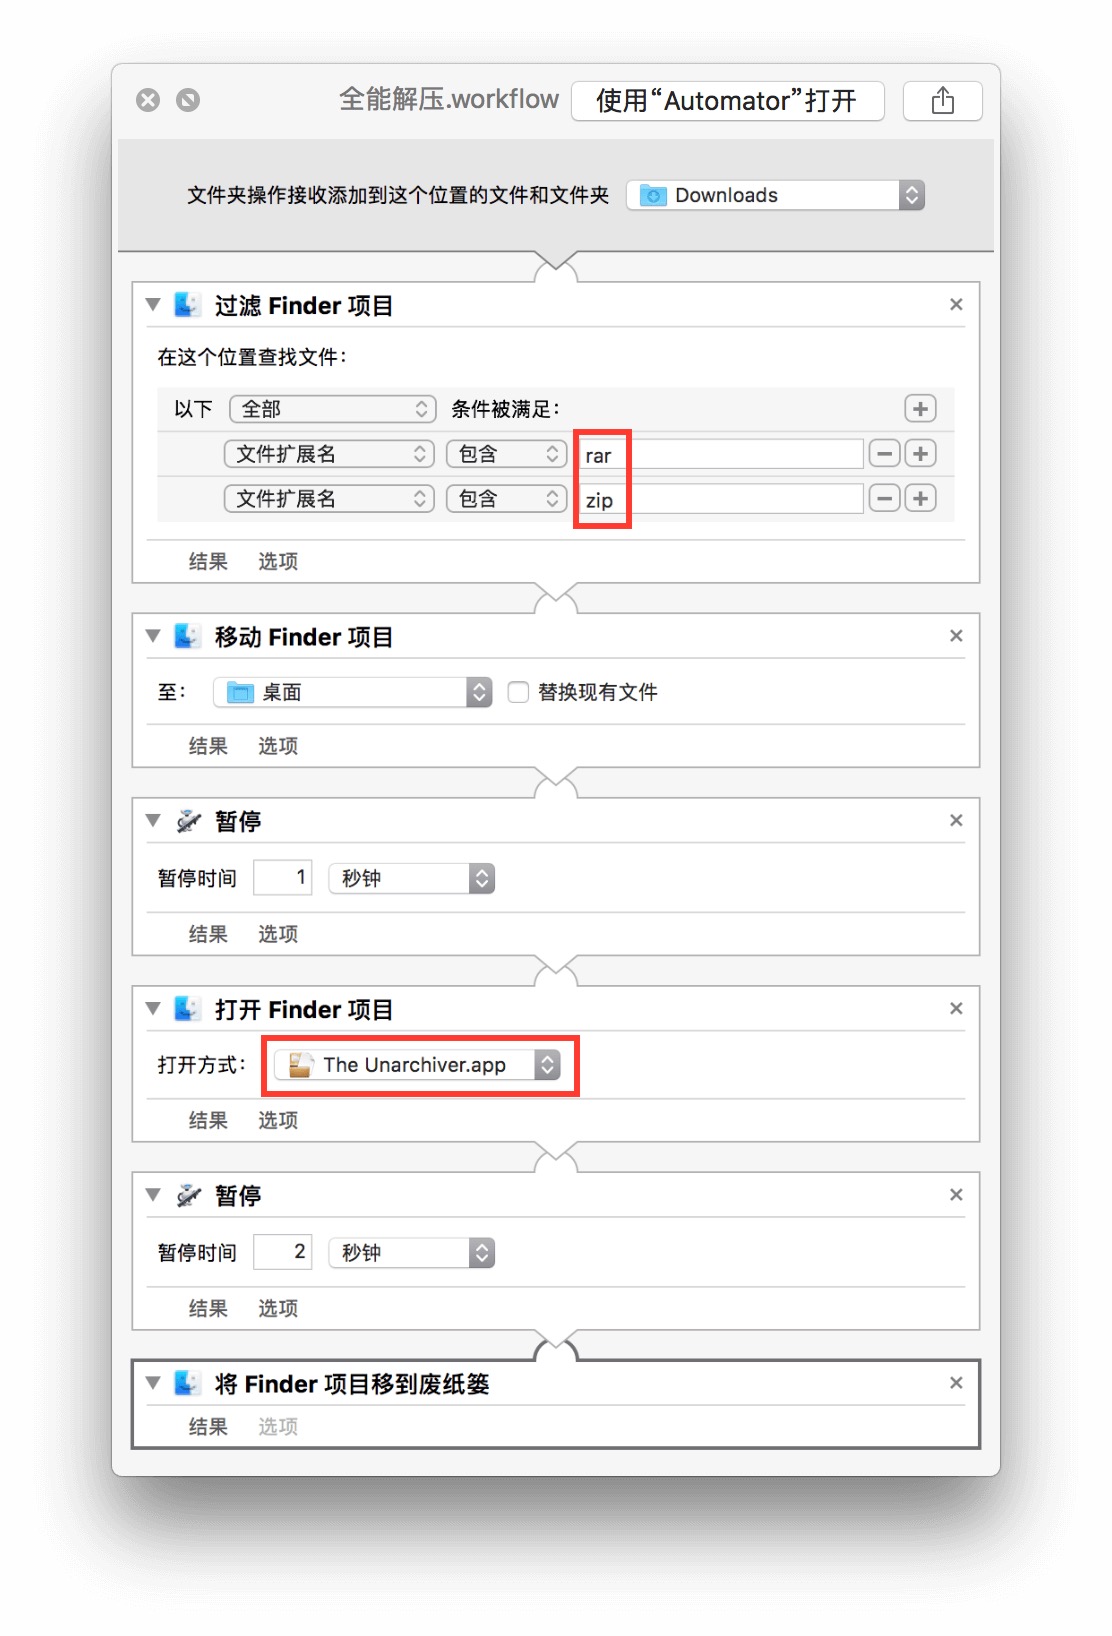 全能解压.workflow 使用“Automator”打开
文件夹操作接收添加到这个位置的文件和文件夹 Downloads
过滤 Finder 项目
在这个位置查找文件：
以下 全部 条件被满足：
文件扩展名 包含 rar
文件扩展名 包含 zip
结果 选项
移动 Finder 项目
至： 桌面 替换现有文件
结果 选项
暂停
暂停时间 1 秒钟
结果 选项
打开 Finder 项目
打开方式： The Unarchiver.app
结果 选项
暂停
暂停时间 2 秒钟
结果 选项
将 Finder 项目移到废纸篓
结果 选项